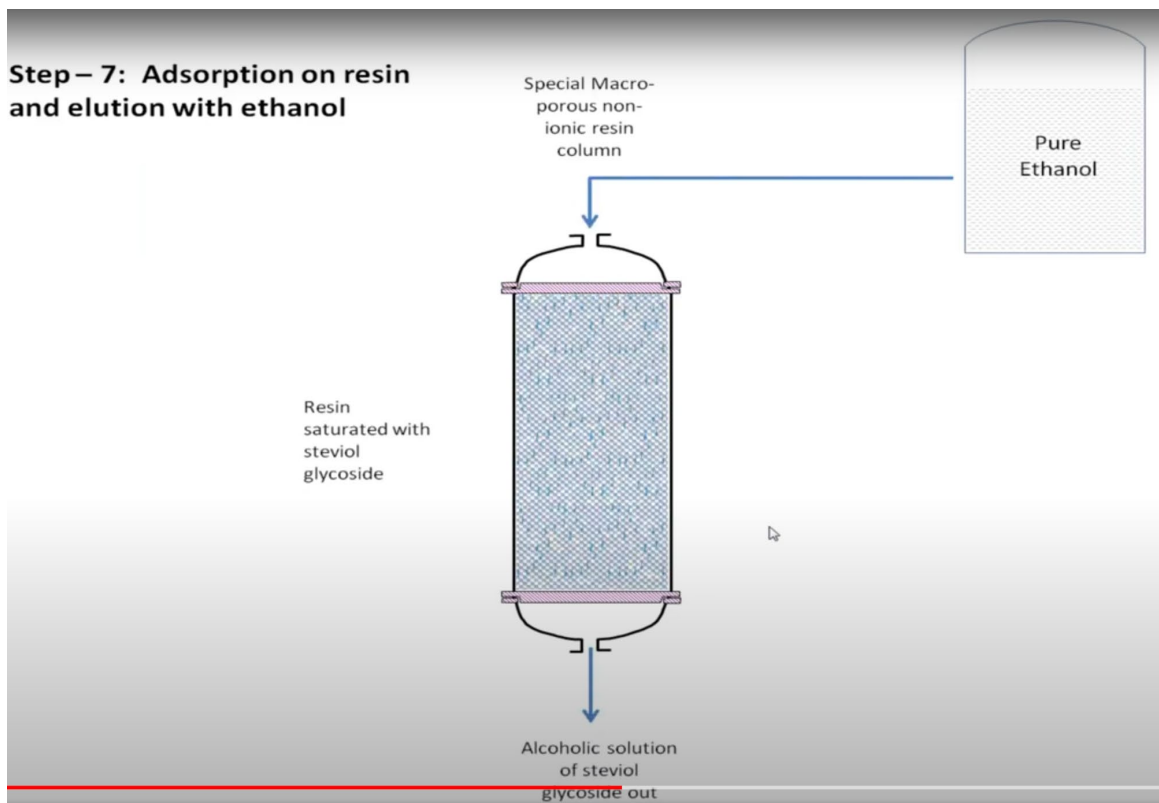 Step – 7:  Adsorption on resin
and elution with ethanol
Special Macro-
porous non-
ionic resin
column
Pure
Ethanol
Resin
saturated with
steviol
glycoside
Alcoholic solution
of steviol
glycoside out